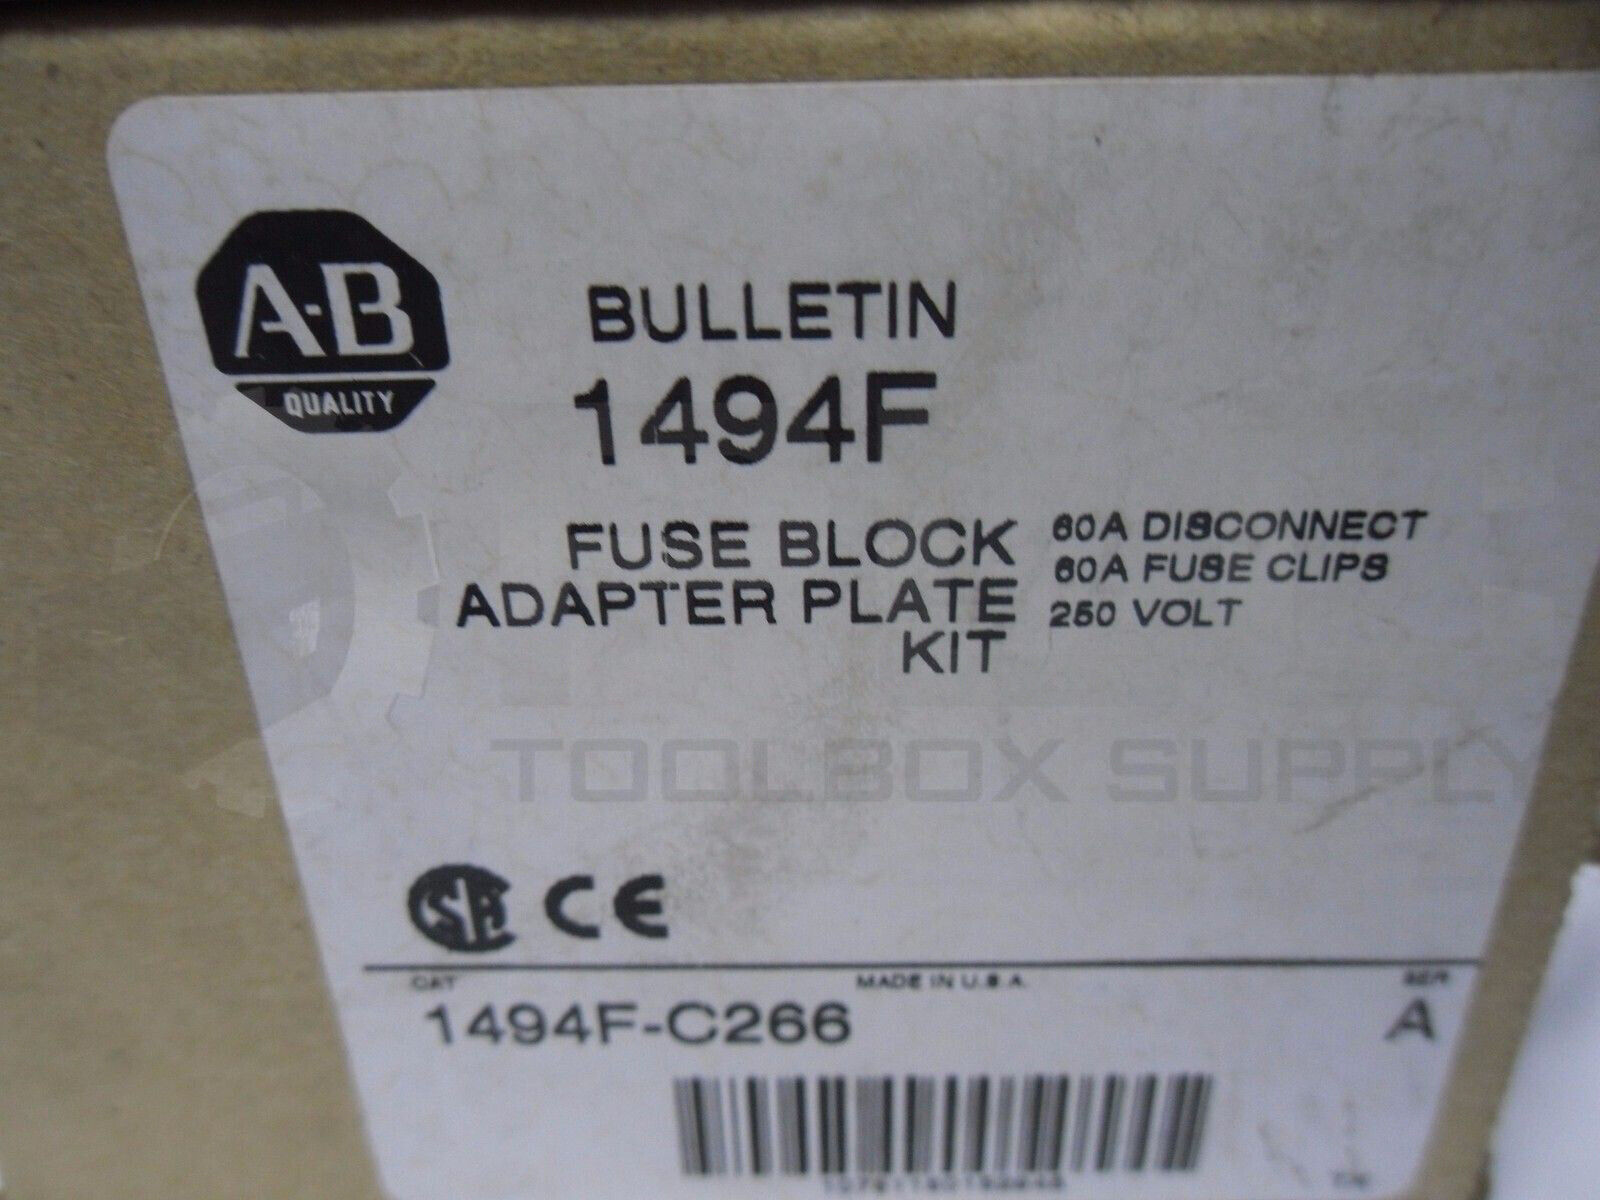 A-B
QUALITY
BULLETIN
1494F
FUSE BLOCK
ADAPTER PLATE
KIT
60A DISCONNECT
60A FUSE CLIPS
250 VOLT
TOOLBOX SUPPLY
CE
CAT MADE IN U.S.A. SER
1494F-C266 A